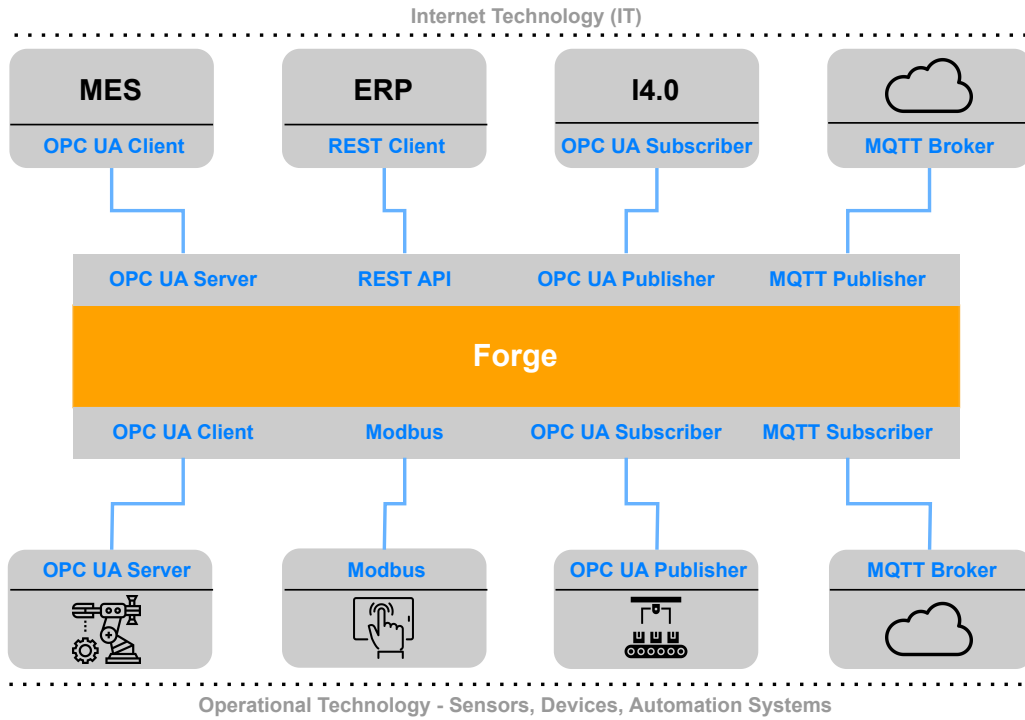 Internet Technology (IT)
MES
ERP
I4.0
OPC UA Client
REST Client
OPC UA Subscriber
MQTT Broker
OPC UA Server
REST API
OPC UA Publisher
MQTT Publisher
Forge
OPC UA Client
Modbus
OPC UA Subscriber
MQTT Subscriber
OPC UA Server
Modbus
OPC UA Publisher
MQTT Broker
Operational Technology - Sensors, Devices, Automation Systems